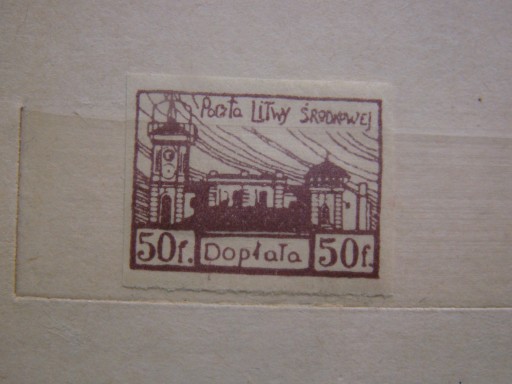 Poczta LITWY ŚRODKOWEJ
50f. Dopłata 50f.